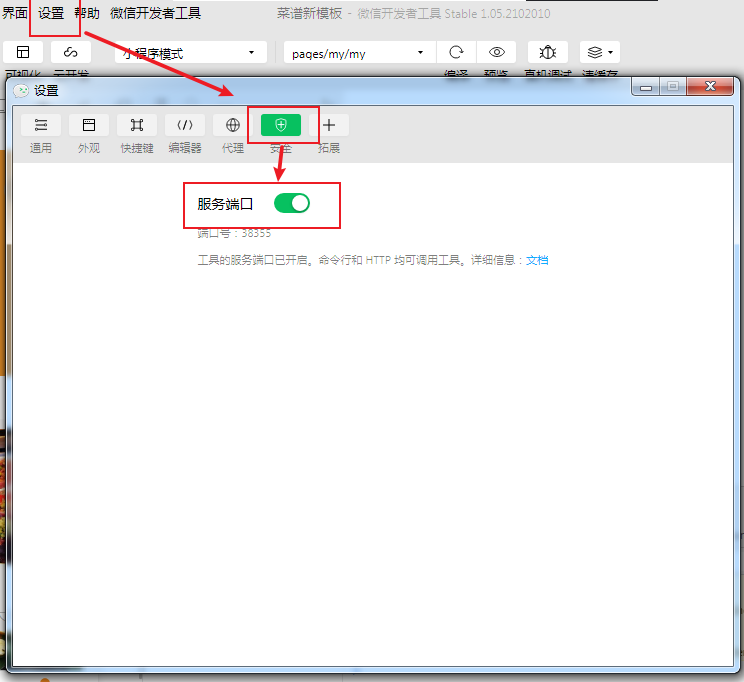 界面 设置 帮助 微信开发者工具 菜谱新模板 - 微信开发者工具 Stable 1.05.2102010
小程序模式 pages/my/my
可视化 云开发 编译 预览 真机调试 清缓存
设置
通用 外观 快捷键 编辑器 代理 安全 拓展
服务端口
端口号：38355
工具的服务端口已开启。命令行和 HTTP 均可调用工具。详细信息：文档